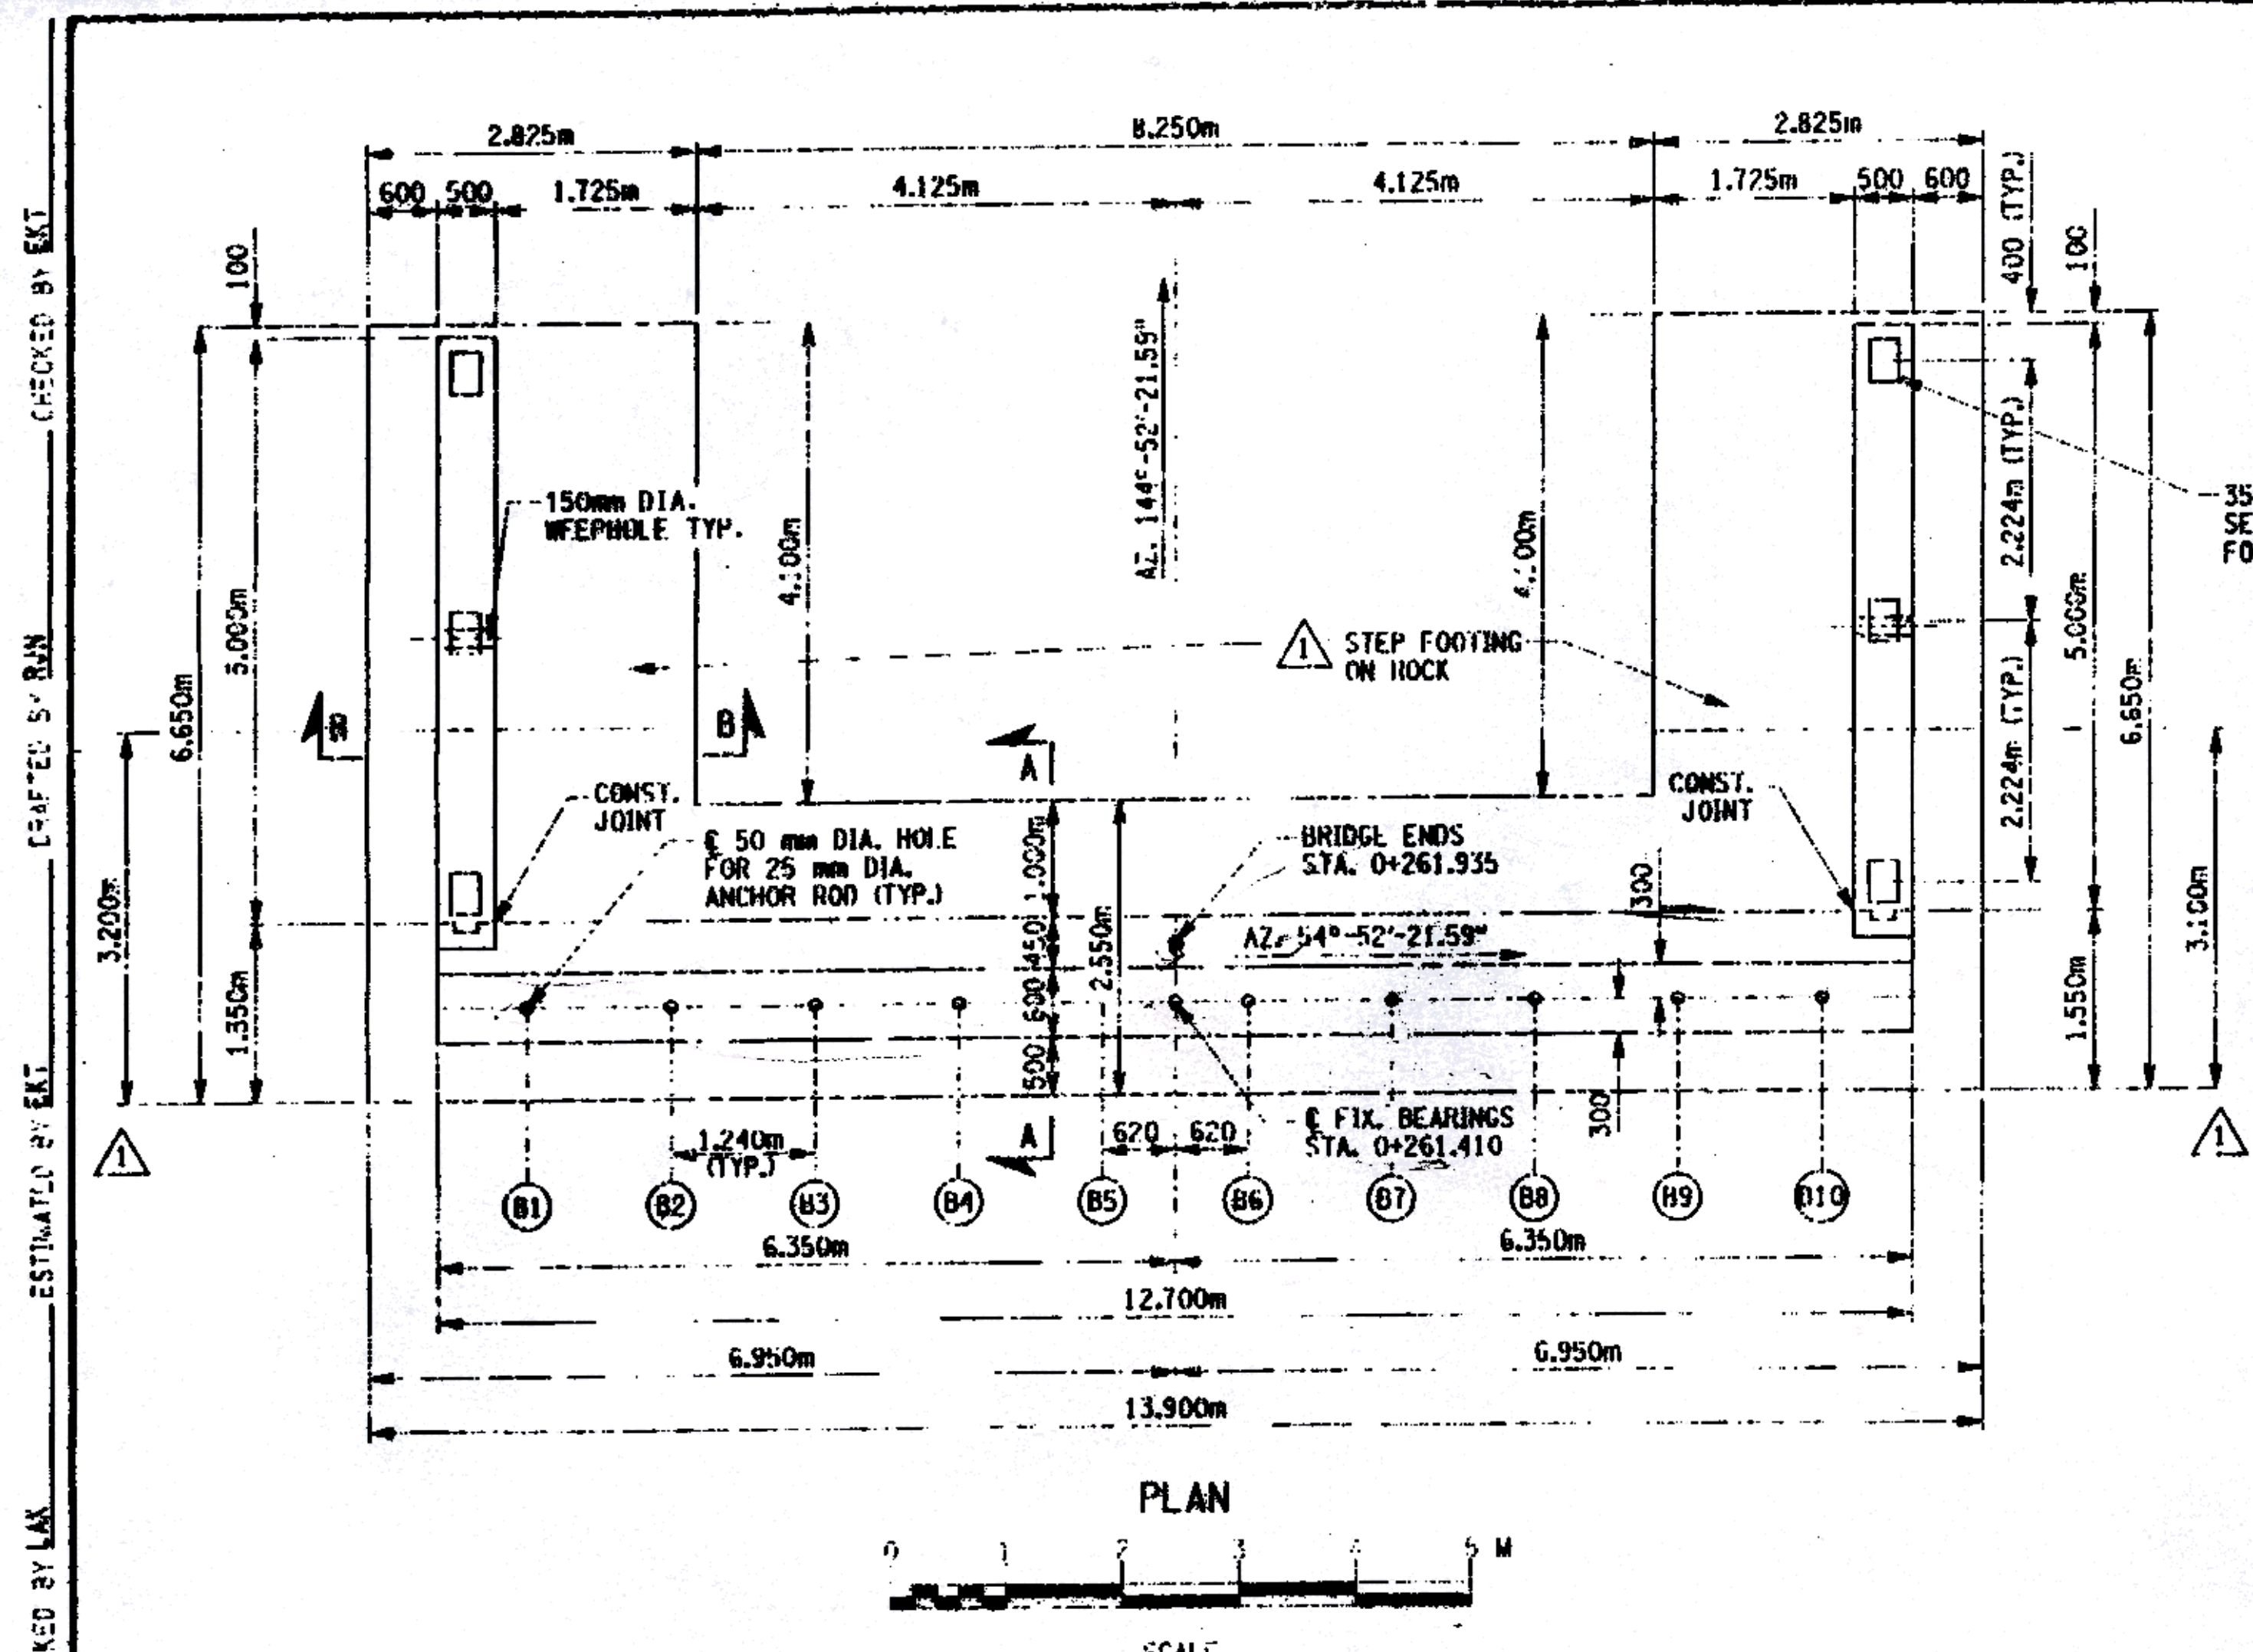 2.825m
8.250m
2.825m
600 500 1.725m
4.125m
4.125m
1.725m 500 600
400 (TYP.)
100
100
AZ. 144°-52'-21.59"
150mm DIA.
WEEPHOLE TYP.
4.100m
4.100m
STEP FOOTING
ON ROCK
1
2.224m (TYP.)
2.224m (TYP.)
35
5.000m
6.650m
5.000m
6.650m
B
B
A
CONST.
JOINT
CONST.
JOINT
℄ 50 mm DIA. HOLE
FOR 25 mm DIA.
ANCHOR ROD (TYP.)
BRIDGE ENDS
STA. 0+261.935
300
AZ. 54°-52'-21.59"
3.200m
1.350m
500 600 450 1.000m
2.550m
1.550m
3.100m
300
℄ FIX. BEARINGS
STA. 0+261.410
620 620
1.240m
(TYP.)
A
1
1
B1 B2 B3 B4 B5 B6 B7 B8 B9 B10
6.350m
6.350m
12.700m
6.950m
6.950m
13.900m
PLAN
0 1 2 3 4 5 M
SCALE
CHECKED BY EKT
DRAFTED BY RJN
ESTIMATED BY EKT
KED BY LAK